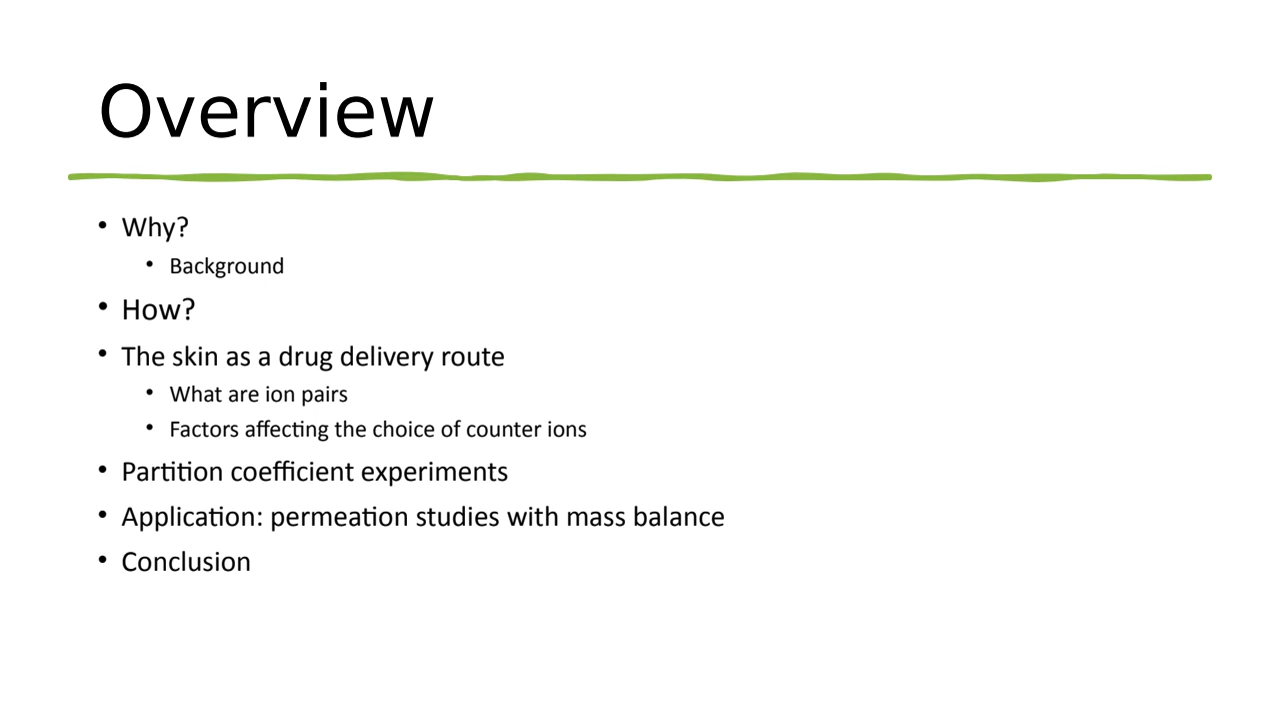 Overview
• Why?
• Background
• How?
• The skin as a drug delivery route
• What are ion pairs
• Factors affecting the choice of counter ions
• Partition coefficient experiments
• Application: permeation studies with mass balance
• Conclusion